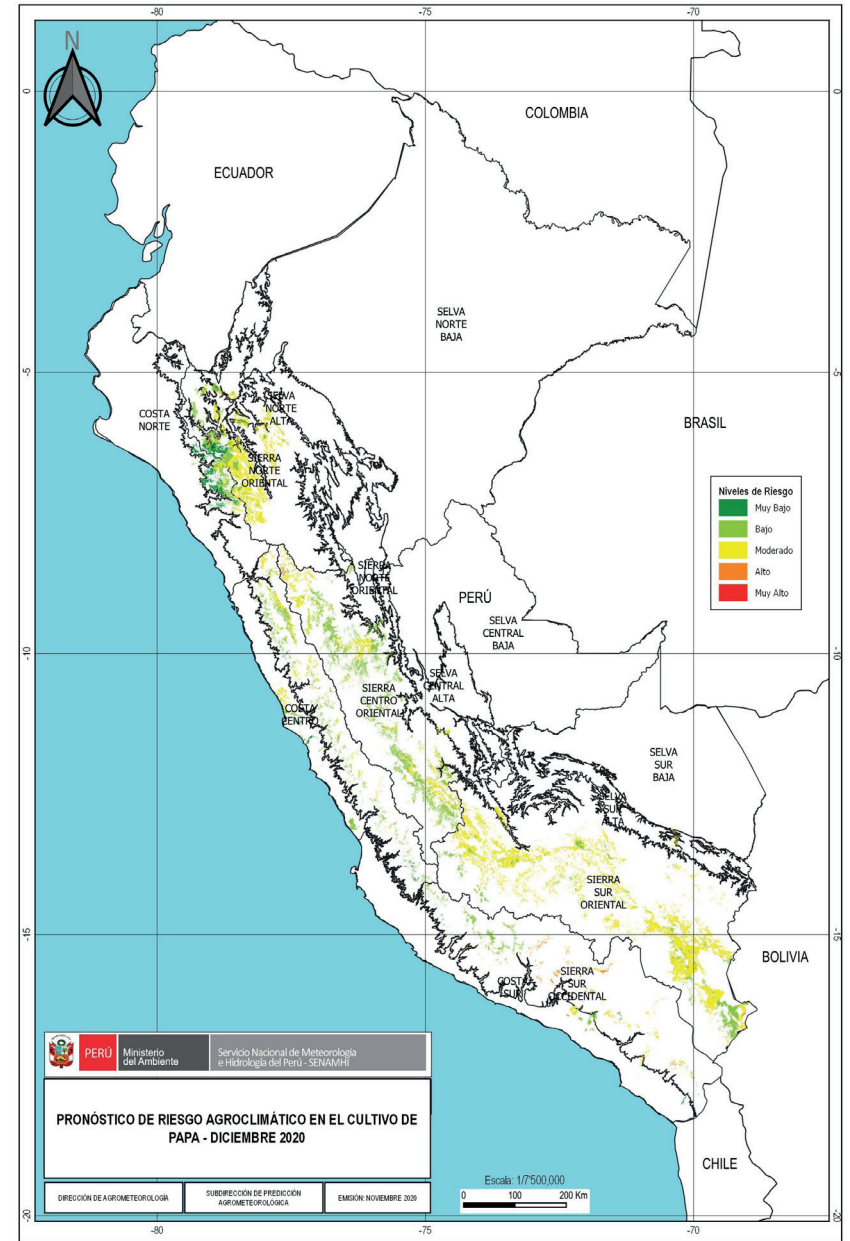 -80
-75
-70
N
0
0
COLOMBIA
ECUADOR
SELVA
NORTE
BAJA
-5
-5
COSTA
NORTE
SELVA
NORTE
ALTA
BRASIL
SIERRA
NORTE
ORIENTAL
Niveles de Riesgo
Muy Bajo
Bajo
Moderado
Alto
Muy Alto
SIERRA
NORTE
ORIENTAL
PERÚ
SELVA
CENTRAL
BAJA
-10
-10
SELVA
CENTRAL
ALTA
SIERRA
CENTRO
ORIENTAL
COSTA
CENTRO
SELVA
SUR
BAJA
SELVA
SUR
ALTA
SIERRA
SUR
ORIENTAL
-15
-15
BOLIVIA
COSTA
SUR
SIERRA
SUR
OCCIDENTAL
PERÚ
Ministerio
del Ambiente
Servicio Nacional de Meteorología
e Hidrología del Perú - SENAMHI
PRONÓSTICO DE RIESGO AGROCLIMÁTICO EN EL CULTIVO DE
PAPA - DICIEMBRE 2020
DIRECCIÓN DE AGROMETEOROLOGÍA
SUBDIRECCIÓN DE PREDICCIÓN
AGROMETEOROLÓGICA
EMISIÓN: NOVIEMBRE 2020
CHILE
Escala: 1/7'500,000
0 100 200 Km
-20
-20
-80
-75
-70